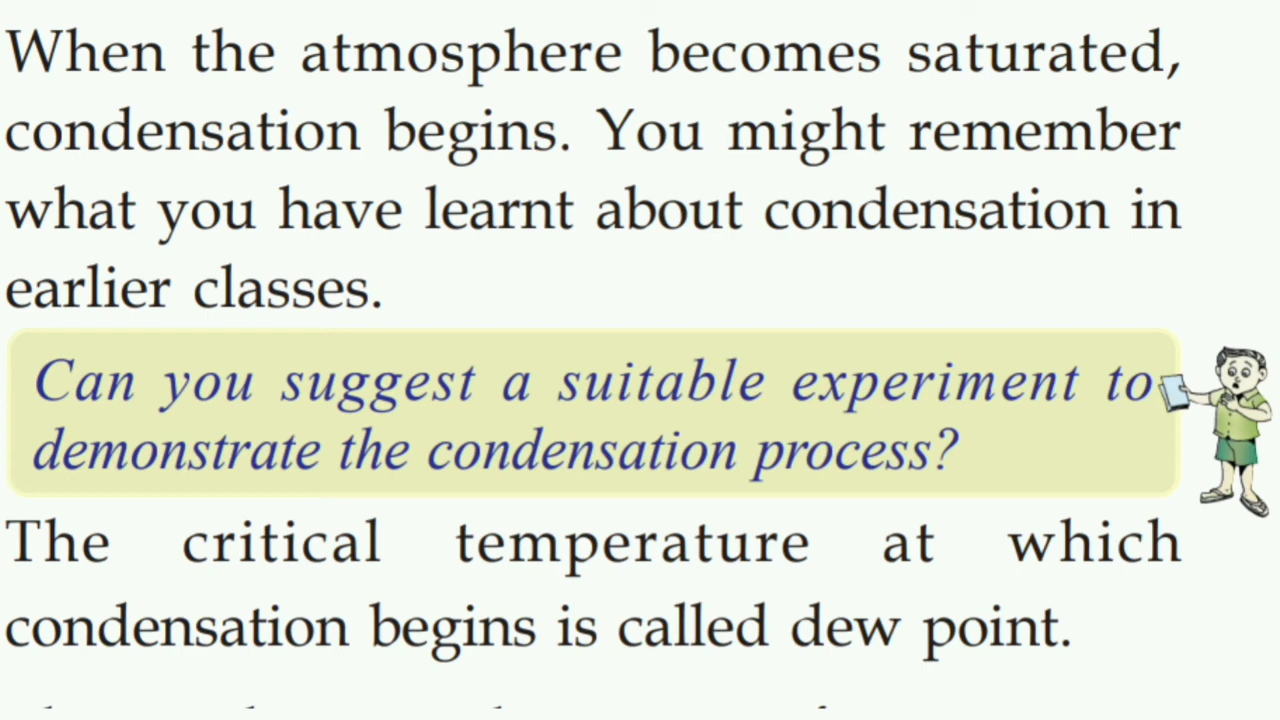 When the atmosphere becomes saturated,
condensation begins. You might remember
what you have learnt about condensation in
earlier classes.
Can you suggest a suitable experiment to
demonstrate the condensation process?
The critical temperature at which
condensation begins is called dew point.